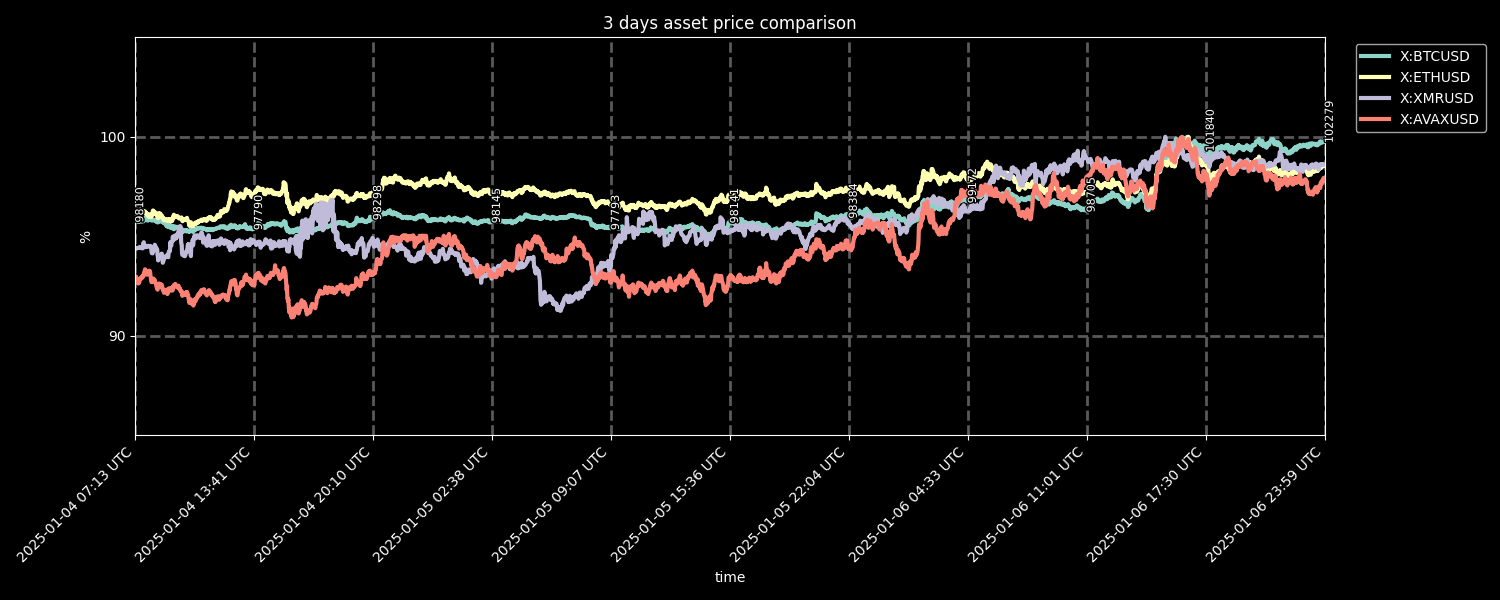 3 days asset price comparison
X:BTCUSD
X:ETHUSD
X:XMRUSD
X:AVAXUSD
100
90
%
98180
97790
98298
98145
97793
98141
98384
99172
98705
101840
102279
2025-01-04 07:13 UTC
2025-01-04 13:41 UTC
2025-01-04 20:10 UTC
2025-01-05 02:38 UTC
2025-01-05 09:07 UTC
2025-01-05 15:36 UTC
2025-01-05 22:04 UTC
2025-01-06 04:33 UTC
2025-01-06 11:01 UTC
2025-01-06 17:30 UTC
2025-01-06 23:59 UTC
time